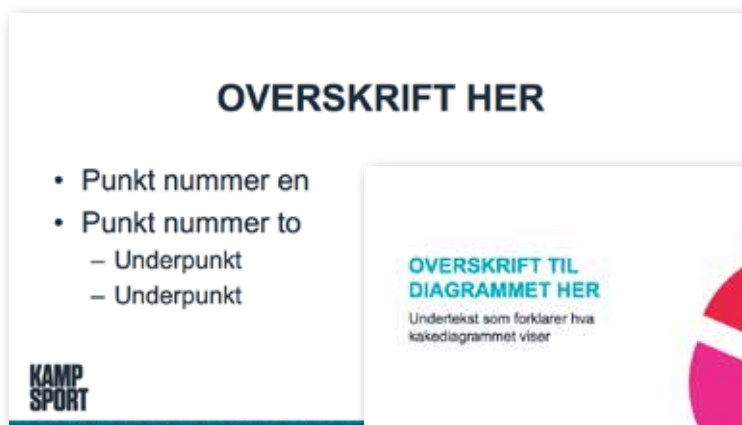 OVERSKRIFT HER
• Punkt nummer en
• Punkt nummer to
– Underpunkt
– Underpunkt
KAMP
SPORT
OVERSKRIFT TIL
DIAGRAMMET HER
Undertekst som forklarer hva
kakediagrammet viser